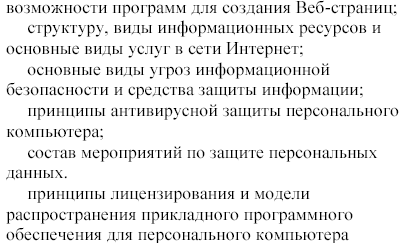 возможности программ для создания Веб-страниц;
структуру, виды информационных ресурсов и
основные виды услуг в сети Интернет;
основные виды угроз информационной
безопасности и средства защиты информации;
принципы антивирусной защиты персонального
компьютера;
состав мероприятий по защите персональных
данных.
принципы лицензирования и модели
распространения прикладного программного
обеспечения для персонального компьютера